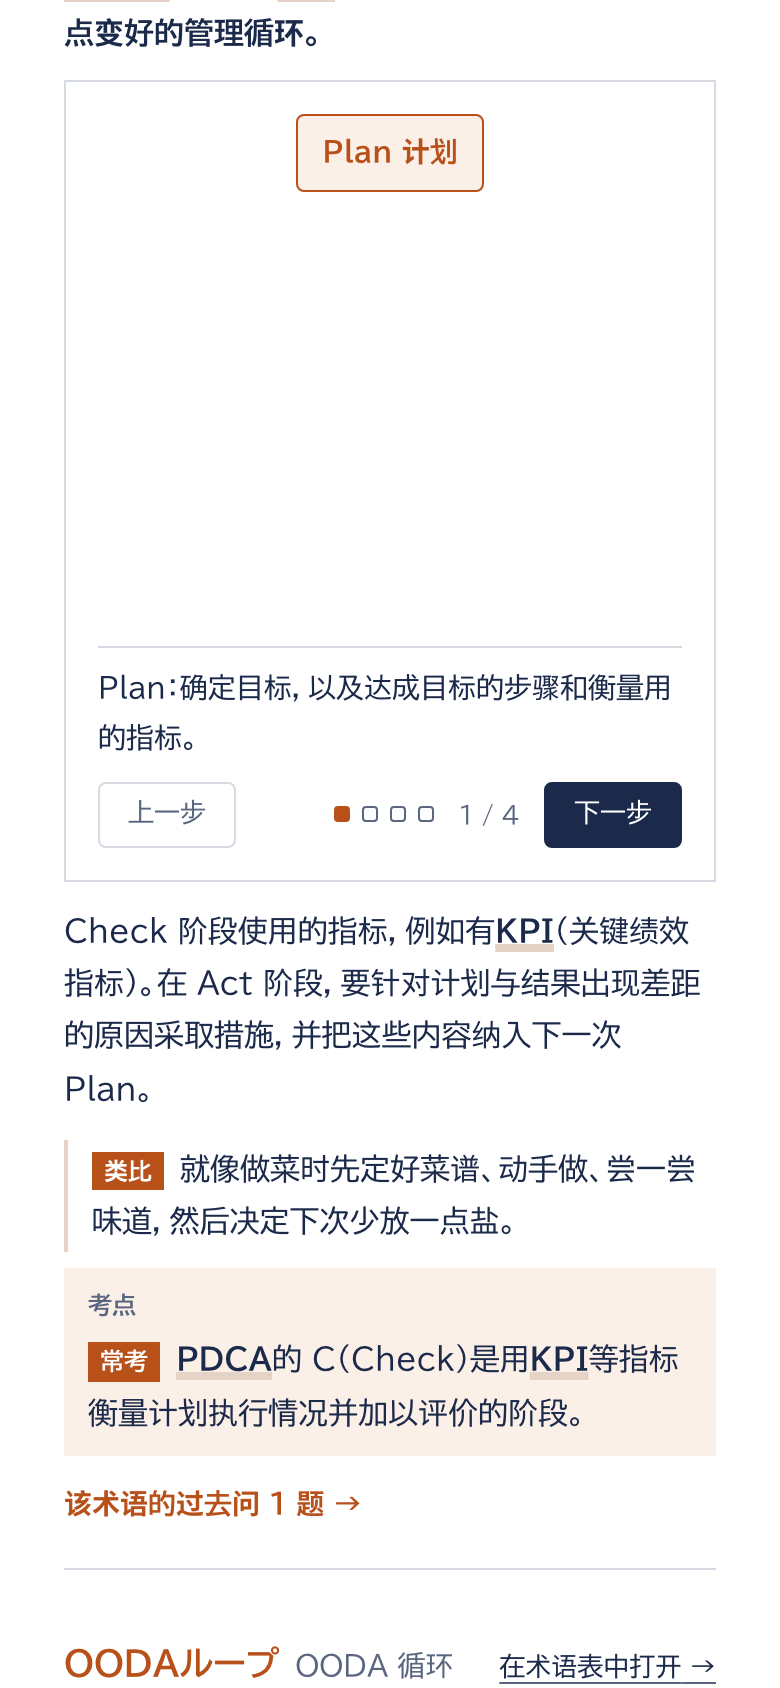 点变好的管理循环。
Plan 计划
Plan：确定目标，以及达成目标的步骤和衡量用
的指标。
上一步
1 / 4
下一步
Check 阶段使用的指标，例如有KPI（关键绩效
指标）。在 Act 阶段，要针对计划与结果出现差距
的原因采取措施，并把这些内容纳入下一次
Plan。
类比 就像做菜时先定好菜谱、动手做、尝一尝
味道，然后决定下次少放一点盐。
考点
常考 PDCA的 C（Check）是用KPI等指标
衡量计划执行情况并加以评价的阶段。
该术语的过去问 1 题 →
OODAループ OODA 循环 在术语表中打开 →